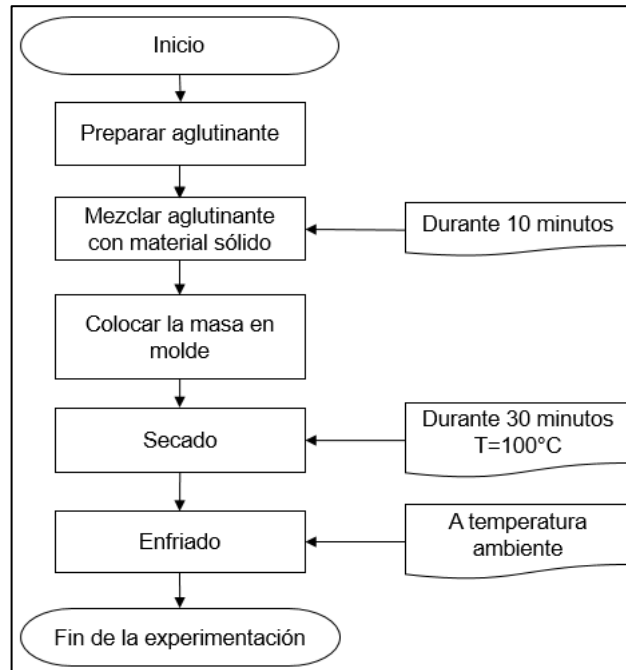 Inicio
Preparar aglutinante
Mezclar aglutinante
con material sólido
Durante 10 minutos
Colocar la masa en
molde
Secado
Durante 30 minutos
T=100°C
Enfriado
A temperatura
ambiente
Fin de la experimentación